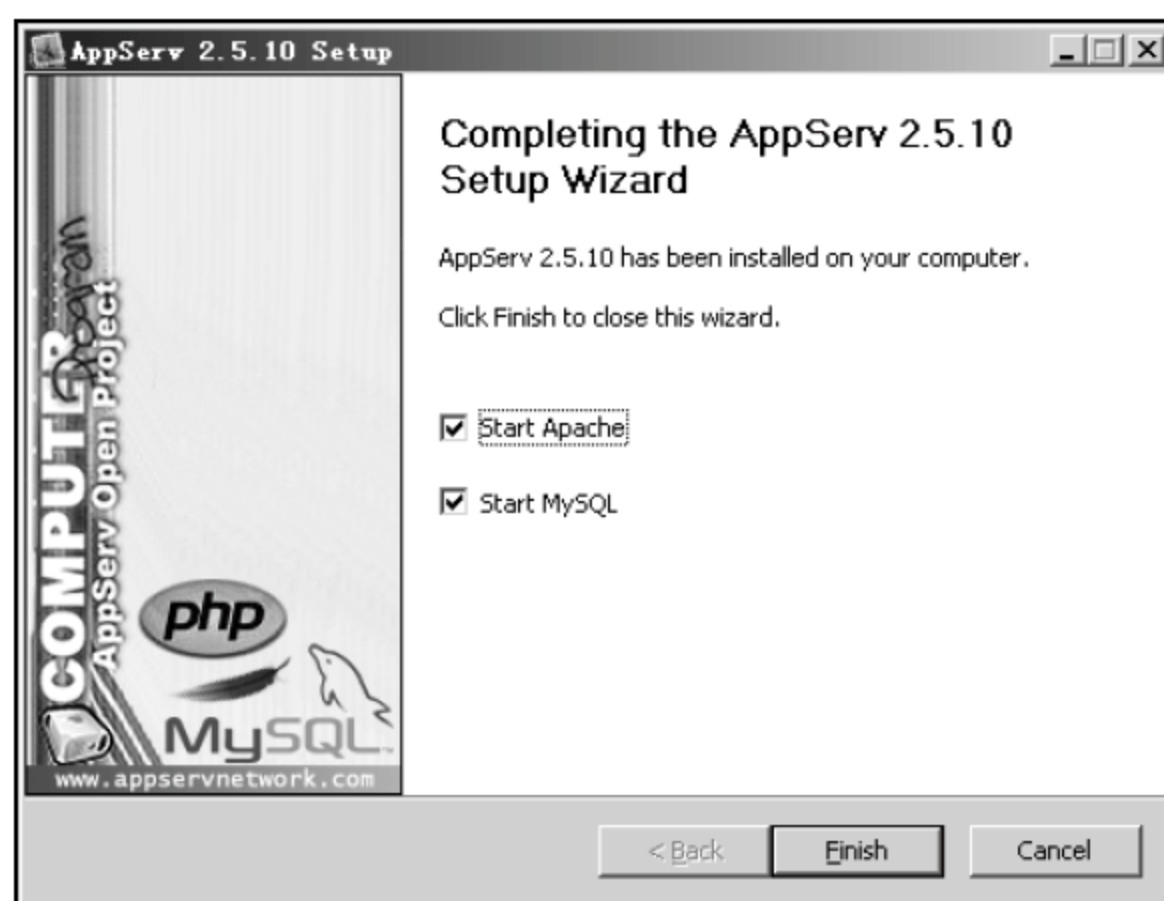 AppServ 2.5.10 Setup
Completing the AppServ 2.5.10
Setup Wizard
AppServ 2.5.10 has been installed on your computer.
Click Finish to close this wizard.
Start Apache
Start MySQL
COMPUTER
Program
AppServ Open Project
php
MySQL
www.appservnetwork.com
< Back
Finish
Cancel